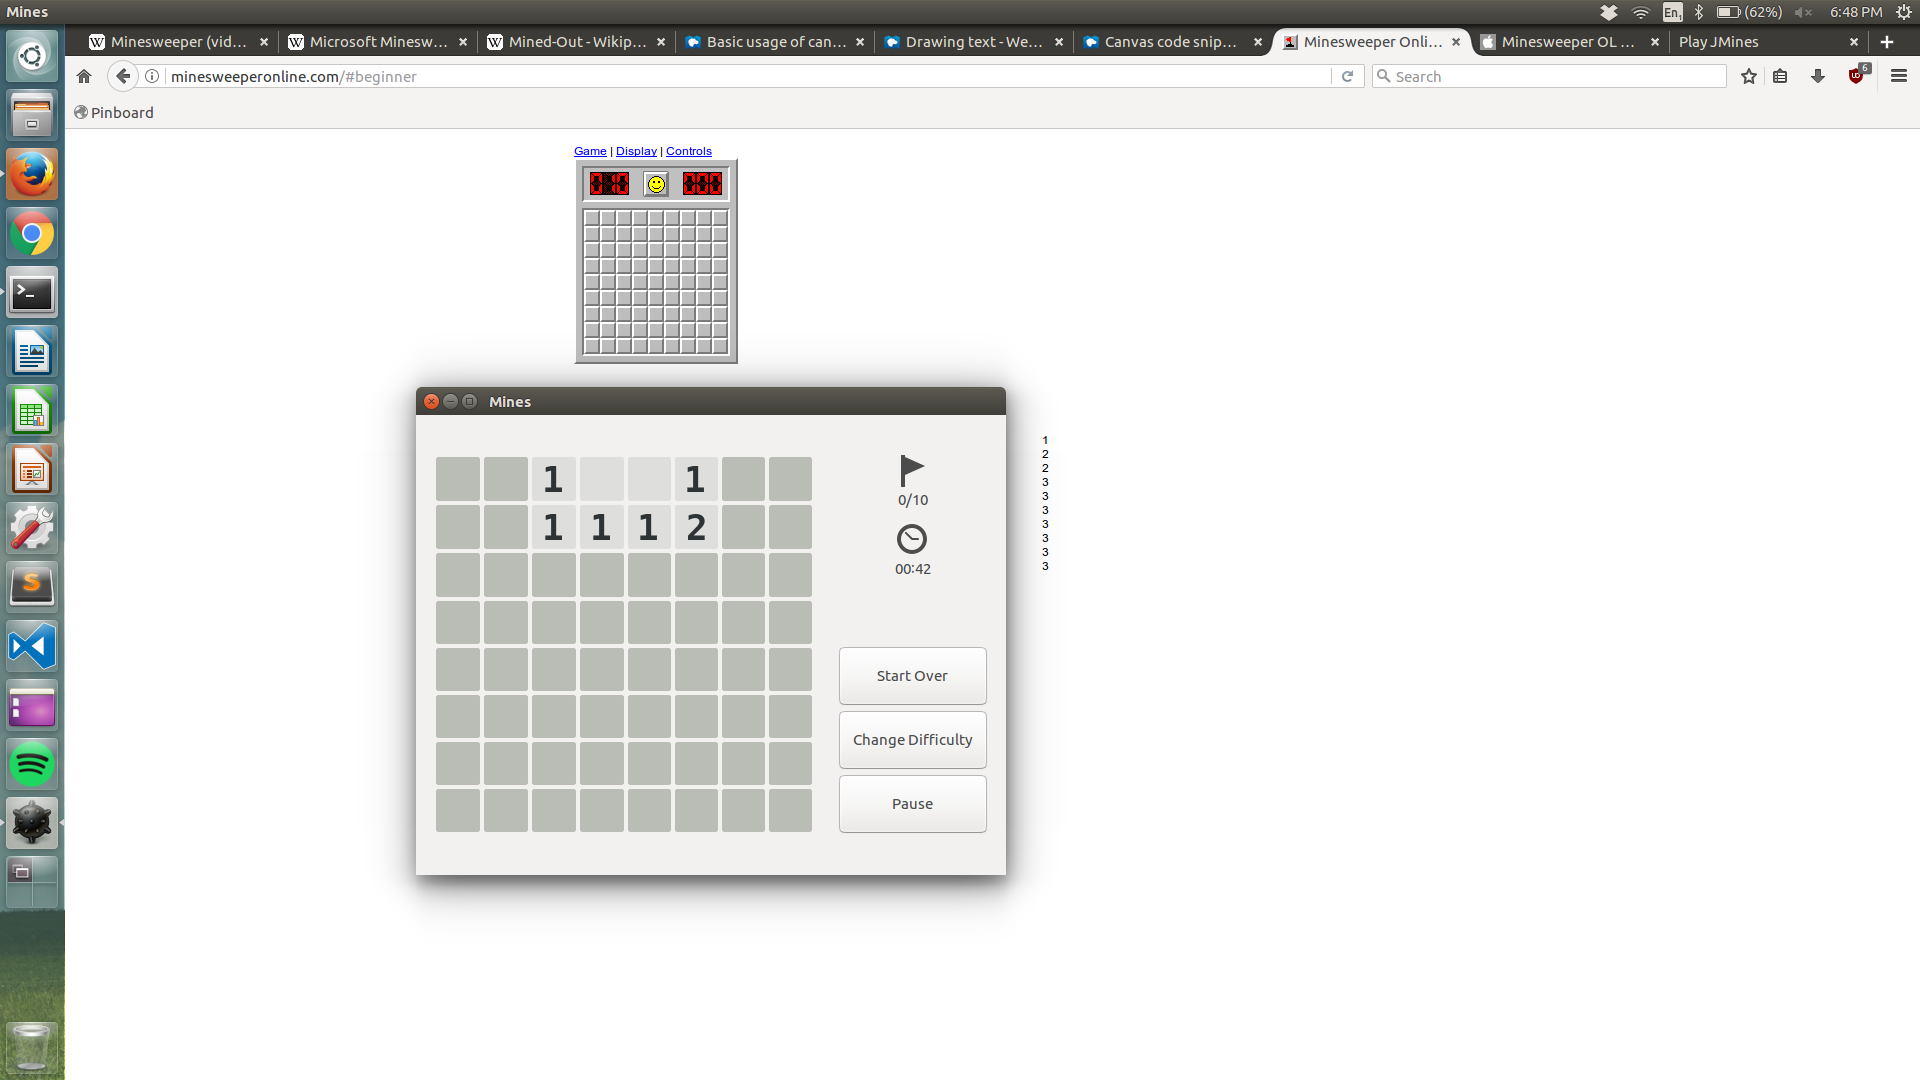 Mines
En1
(62%)
6:48 PM
Minesweeper (vid...
Microsoft Minesw...
Mined-Out - Wikip...
Basic usage of can...
Drawing text - We...
Canvas code snip...
Minesweeper Onli...
Minesweeper OL ...
Play JMines
minesweeperonline.com/#beginner
Search
6
Pinboard
Game | Display | Controls
Mines
1 1
1 1 1 2
0/10
00:42
Start Over
Change Difficulty
Pause
1
2
2
3
3
3
3
3
3
3